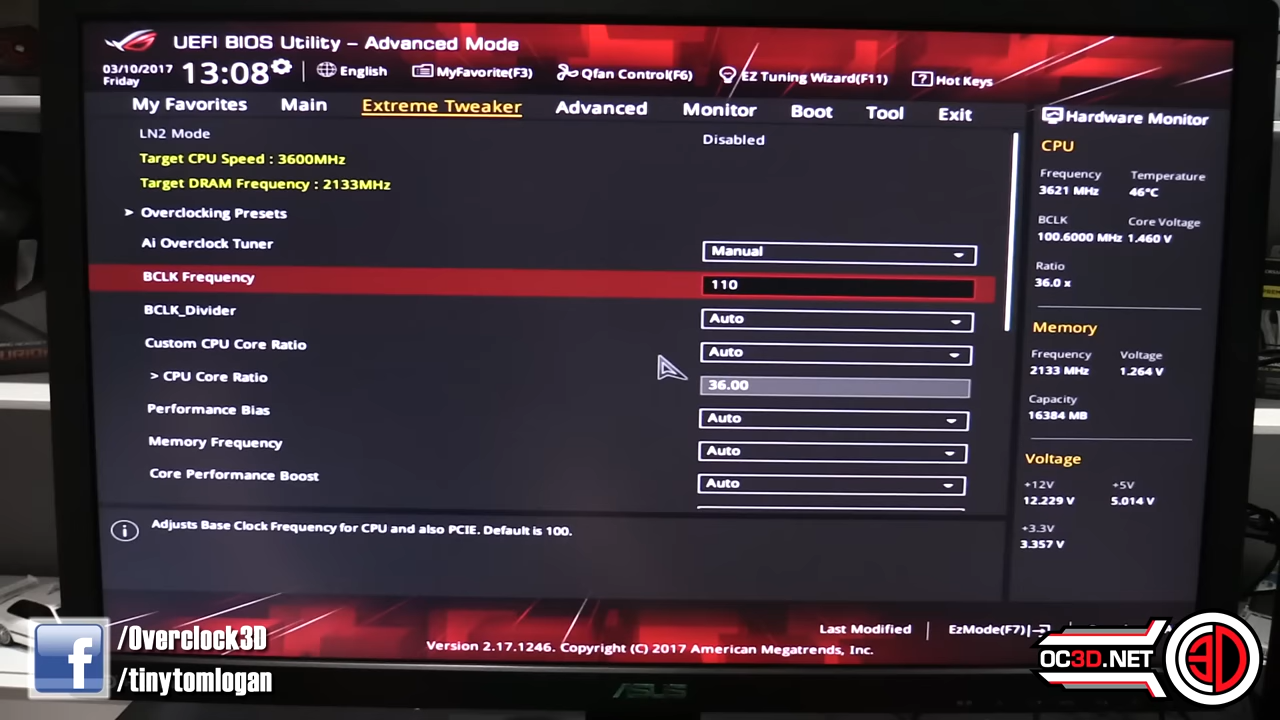 UEFI BIOS Utility – Advanced Mode
03/10/2017
Friday
13:08
English
MyFavorite(F3)
Qfan Control(F6)
EZ Tuning Wizard(F11)
? Hot Keys
My Favorites Main Extreme Tweaker Advanced Monitor Boot Tool Exit
LN2 Mode Disabled
Target CPU Speed : 3600MHz
Target DRAM Frequency : 2133MHz
> Overclocking Presets
Ai Overclock Tuner Manual
BCLK Frequency 110
BCLK_Divider Auto
Custom CPU Core Ratio Auto
> CPU Core Ratio 36.00
Performance Bias Auto
Memory Frequency Auto
Core Performance Boost Auto
i Adjusts Base Clock Frequency for CPU and also PCIE. Default is 100.
Hardware Monitor
CPU
Frequency Temperature
3621 MHz 46°C
BCLK Core Voltage
100.6000 MHz 1.460 V
Ratio
36.0 x
Memory
Frequency Voltage
2133 MHz 1.264 V
Capacity
16384 MB
Voltage
+12V +5V
12.229 V 5.014 V
+3.3V
3.357 V
Last Modified | EzMode(F7)|
Version 2.17.1246. Copyright (C) 2017 American Megatrends, Inc.
ASUS
f /Overclock3D
/tinytomlogan
OC3D.NET
3D